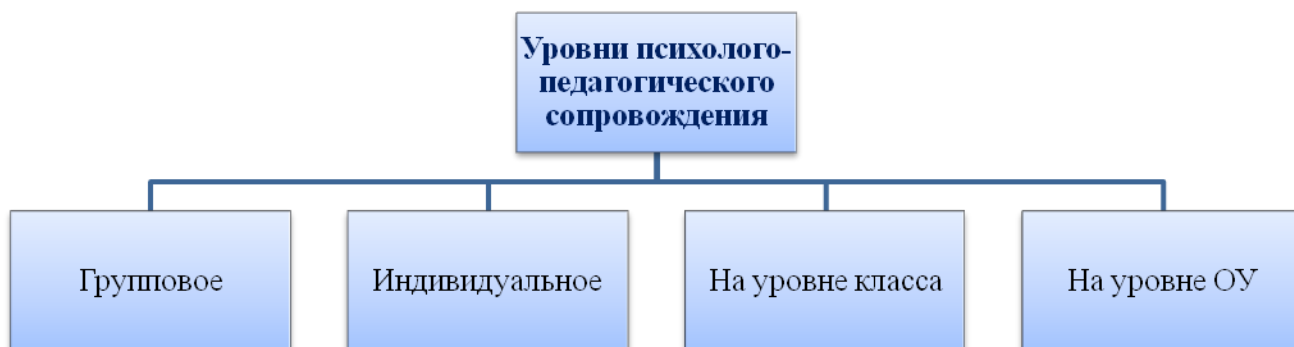 Уровни психолого-
педагогического
сопровождения
Групповое
Индивидуальное
На уровне класса
На уровне ОУ